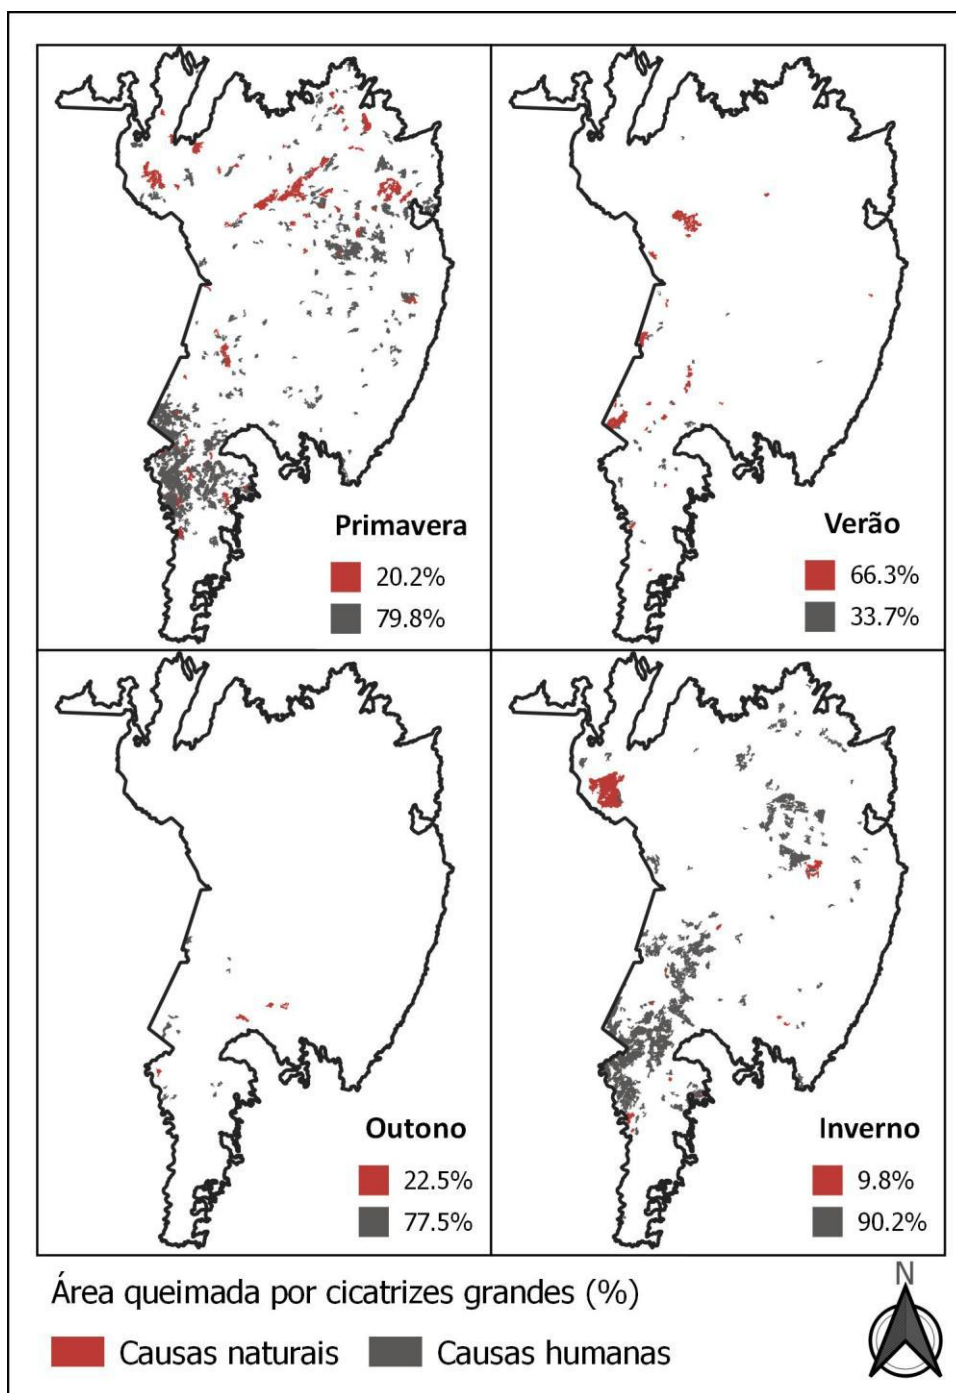 Primavera
20.2%
79.8%
Verão
66.3%
33.7%
Outono
22.5%
77.5%
Inverno
9.8%
90.2%
Área queimada por cicatrizes grandes (%)
Causas naturais
Causas humanas
N